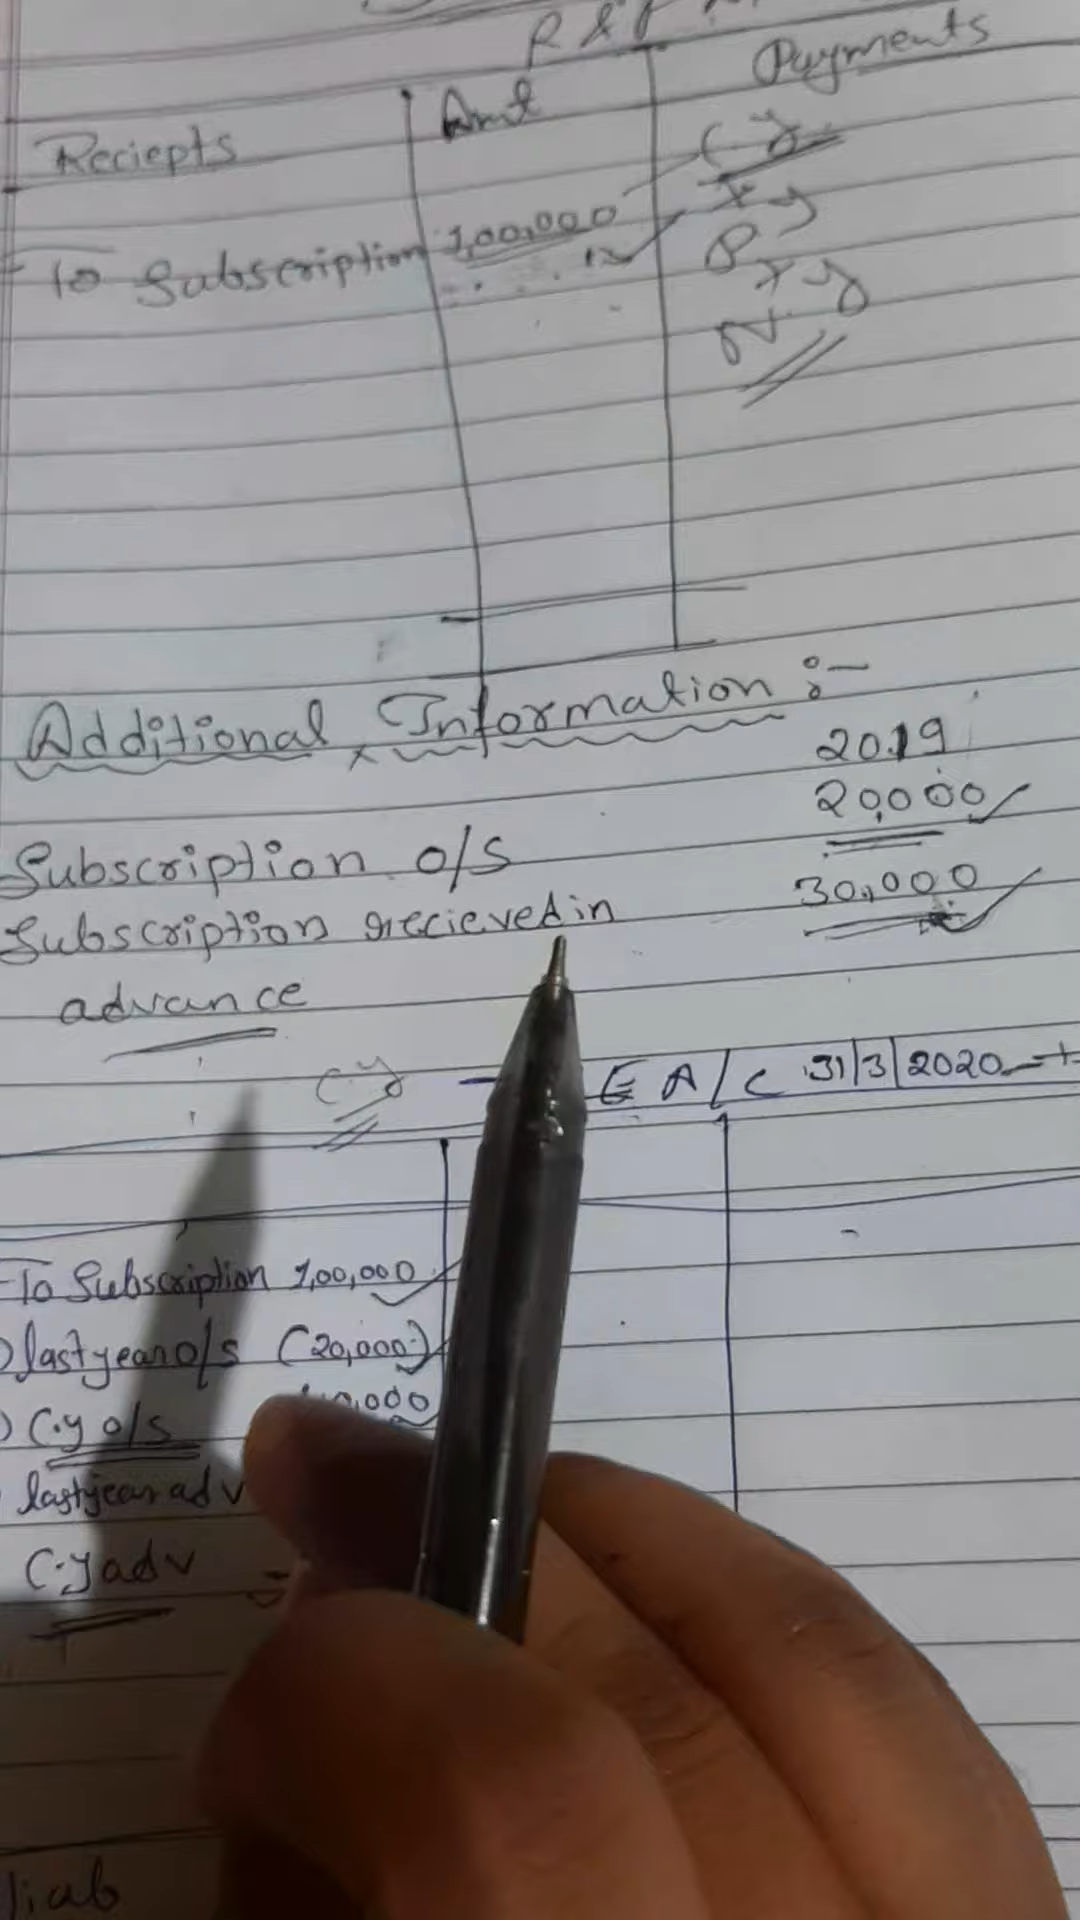 R & P
Reciepts Amt Payments
To Subscription 1,00,000
C y
P y
N. y
Additional Information :-
2019
Subscription o/s 20,000
Subscription recieved in 30,000
advance
C y E A/C 31/3/2020
To Subscription 1,00,000
last year o/s (20,000)
C.y o/s
last year adv
C.y adv
liab